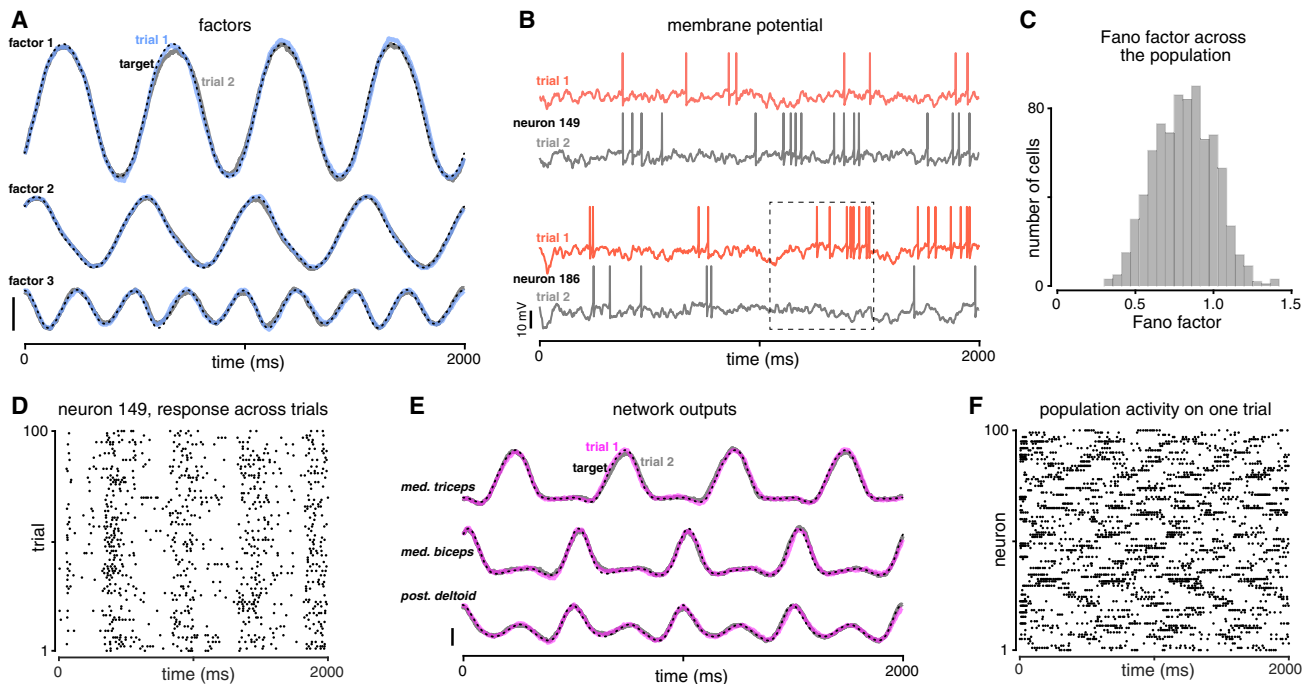 A
factors
factor 1
trial 1
target
trial 2
factor 2
factor 3
0
2000
time (ms)
B
membrane potential
trial 1
neuron 149
trial 2
trial 1
neuron 186
trial 2
10 mV
0
2000
time (ms)
C
Fano factor across
the population
80
0
number of cells
0
0.5
1.0
1.5
Fano factor
D
neuron 149, response across trials
100
trial
1
0
2000
time (ms)
E
network outputs
trial 1
target
trial 2
med. triceps
med. biceps
post. deltoid
0
2000
time (ms)
F
population activity on one trial
100
neuron
1
0
2000
time (ms)